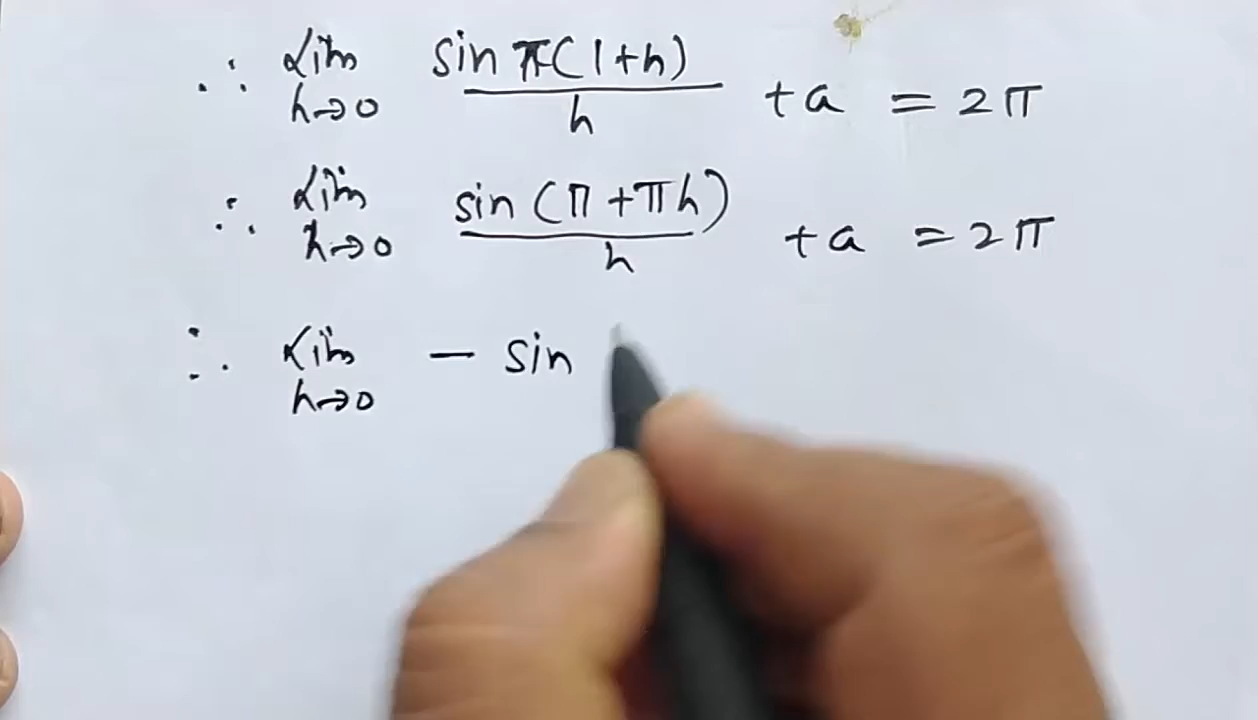 ∴ Lim h→0 sin π(1+h) / h + a = 2π
∴ Lim h→0 sin (π + πh) / h + a = 2π
∴ Lim h→0 − sin